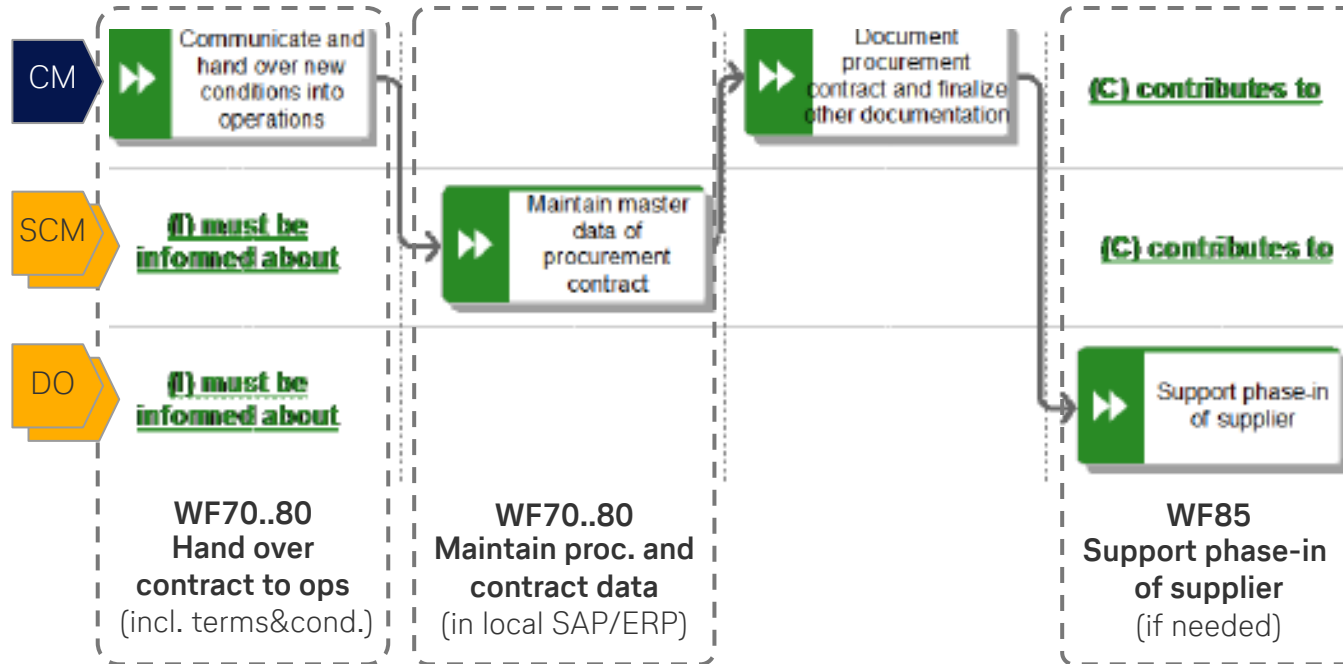 CM
Communicate and
hand over new
conditions into
operations
Document
procurement
contract and finalize
other documentation
(C) contributes to
SCM
(I) must be
informed about
Maintain master
data of
procurement
contract
(C) contributes to
DO
(I) must be
informed about
Support phase-in
of supplier
WF70..80
Hand over
contract to ops
(incl. terms&cond.)
WF70..80
Maintain proc. and
contract data
(in local SAP/ERP)
WF85
Support phase-in
of supplier
(if needed)